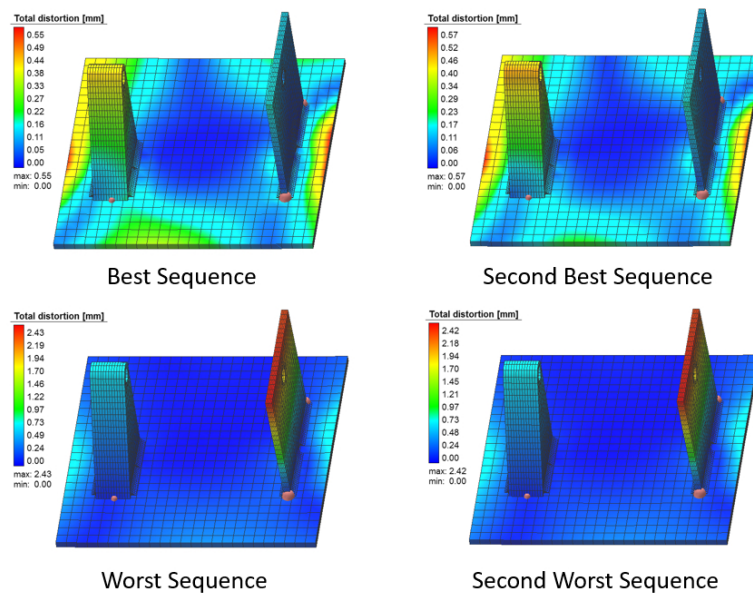 Total distortion [mm]
0.55
0.50
0.44
0.38
0.33
0.27
0.22
0.16
0.11
0.05
0.00
max: 0.55
min: 0.00
Best Sequence
Total distortion [mm]
0.57
0.52
0.46
0.40
0.34
0.29
0.23
0.17
0.11
0.06
0.00
max: 0.57
min: 0.00
Second Best Sequence
Total distortion [mm]
2.43
2.19
1.94
1.70
1.46
1.22
0.97
0.73
0.49
0.24
0.00
max: 2.43
min: 0.00
Worst Sequence
Total distortion [mm]
2.42
2.18
1.94
1.69
1.45
1.21
0.97
0.73
0.48
0.24
0.00
max: 2.42
min: 0.00
Second Worst Sequence